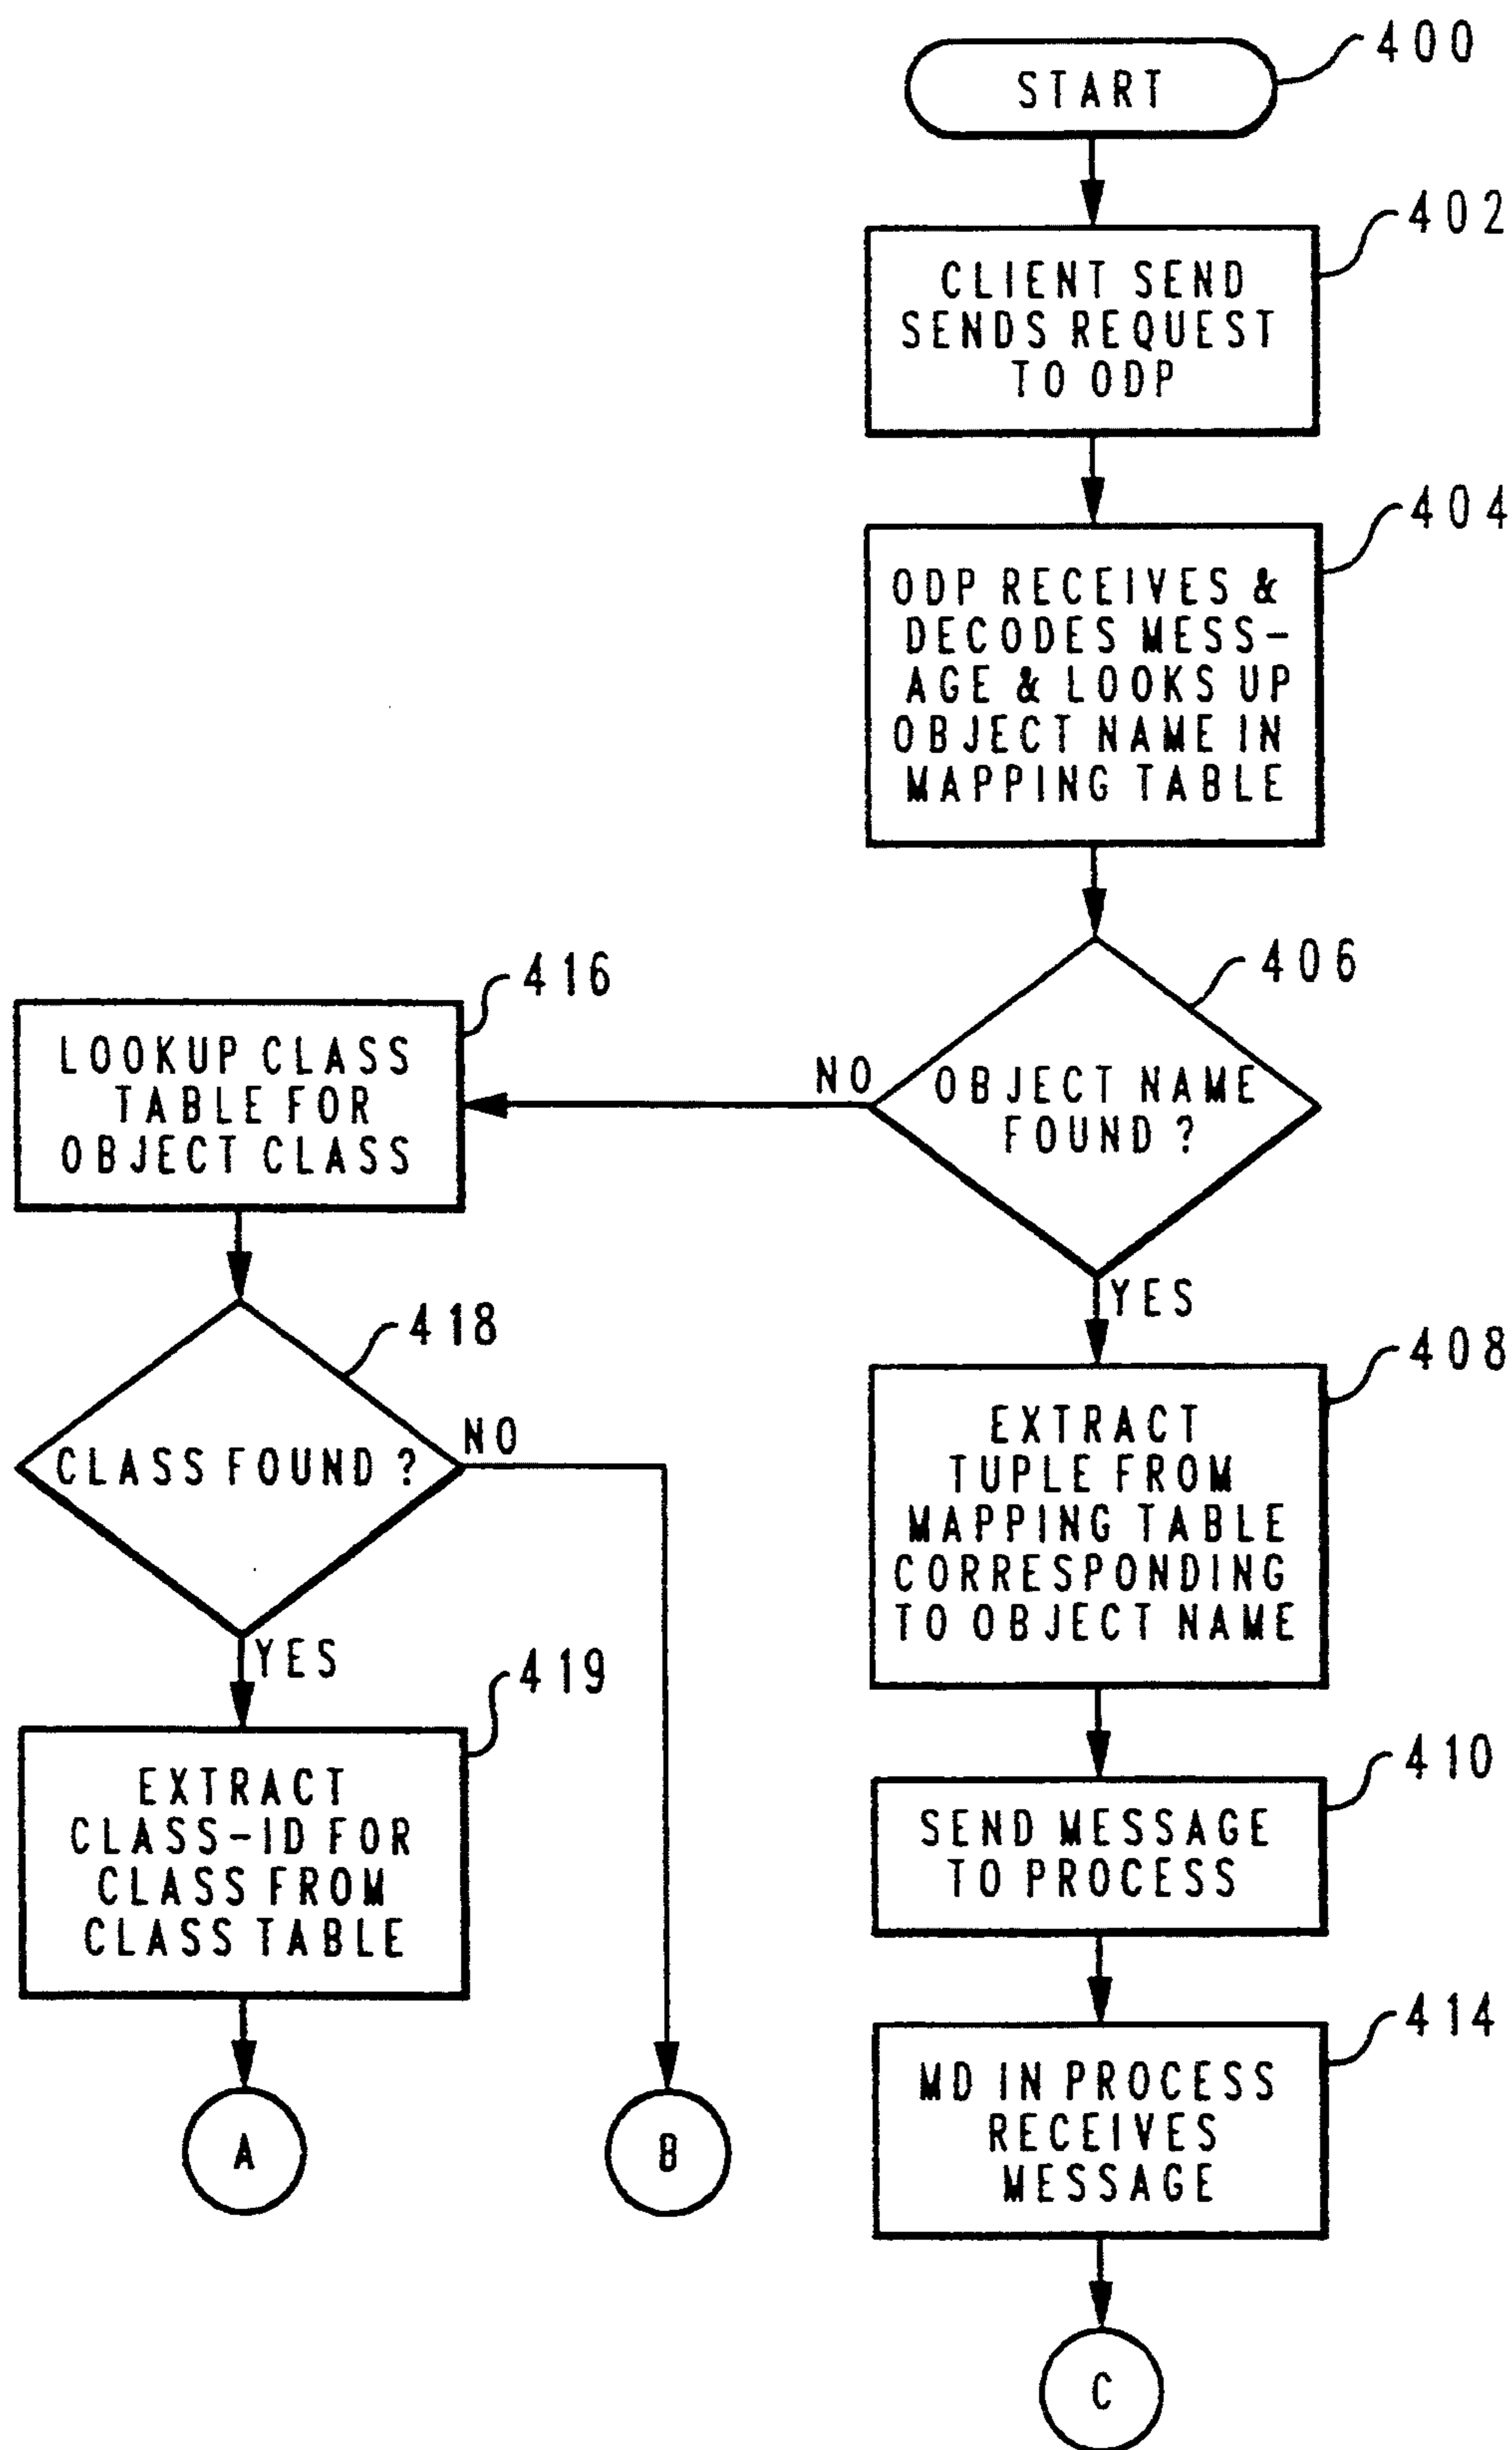 400
START
402
CLIENT SEND
SENDS REQUEST
TO ODP
404
ODP RECEIVES &
DECODES MESS-
AGE & LOOKS UP
OBJECT NAME IN
MAPPING TABLE
406
OBJECT NAME
FOUND ?
NO
YES
416
LOOKUP CLASS
TABLE FOR
OBJECT CLASS
418
CLASS FOUND ?
NO
YES
419
EXTRACT
CLASS-ID FOR
CLASS FROM
CLASS TABLE
A
B
408
EXTRACT
TUPLE FROM
MAPPING TABLE
CORRESPONDING
TO OBJECT NAME
410
SEND MESSAGE
TO PROCESS
414
MD IN PROCESS
RECEIVES
MESSAGE
C